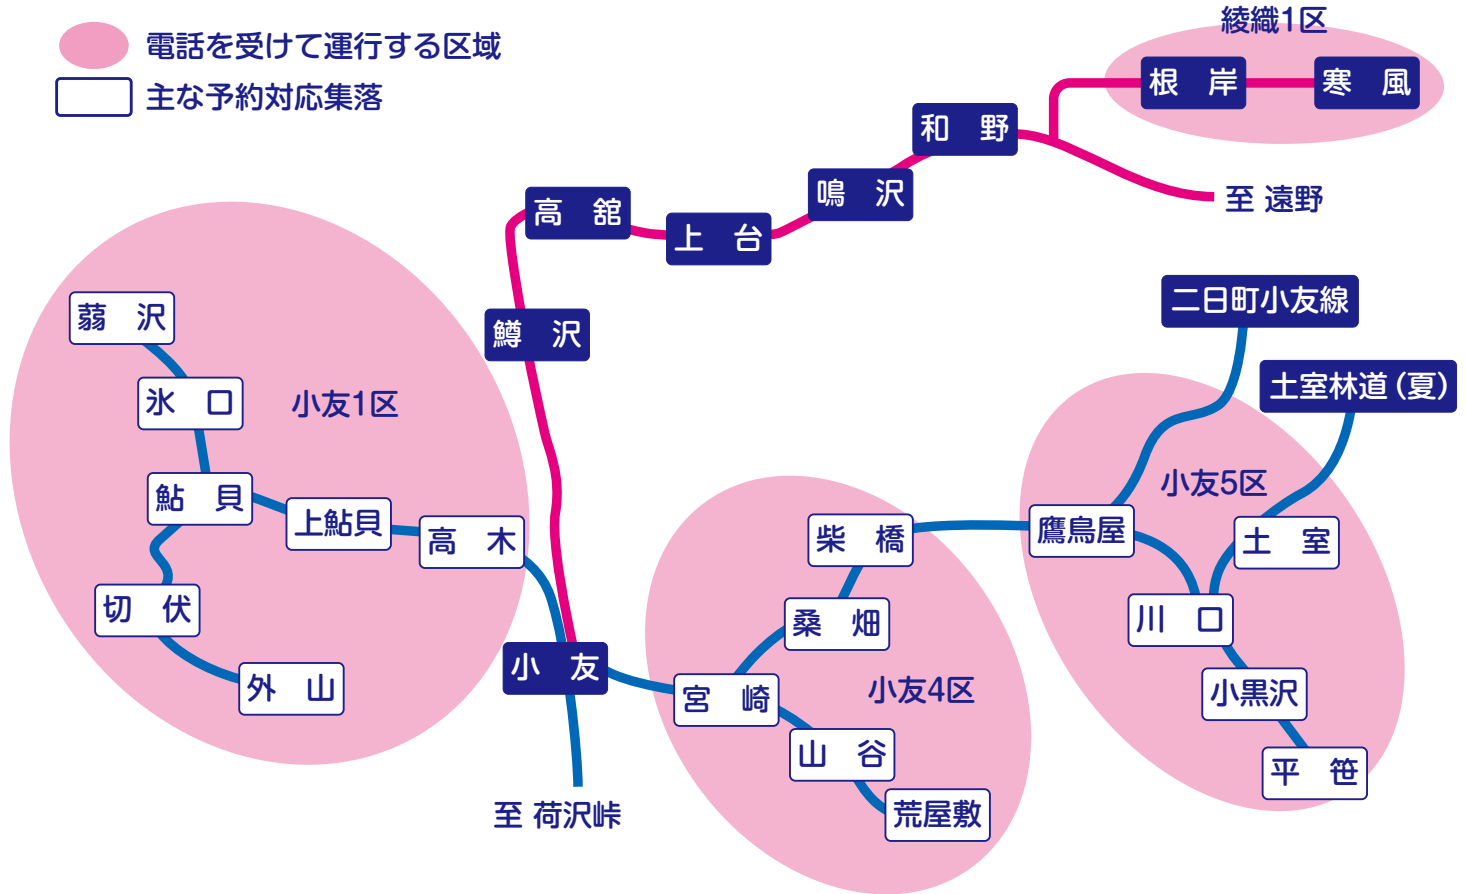 電話を受けて運行する区域
主な予約対応集落
綾織1区
根岸
寒風
和野
鳴沢
至 遠野
高舘
上台
鱒沢
二日町小友線
土室林道（夏）
蒻沢
氷口
小友1区
鮎貝
上鮎貝
高木
切伏
外山
小友
至 荷沢峠
柴橋
桑畑
宮崎
小友4区
山谷
荒屋敷
小友5区
鷹鳥屋
土室
川口
小黒沢
平笹